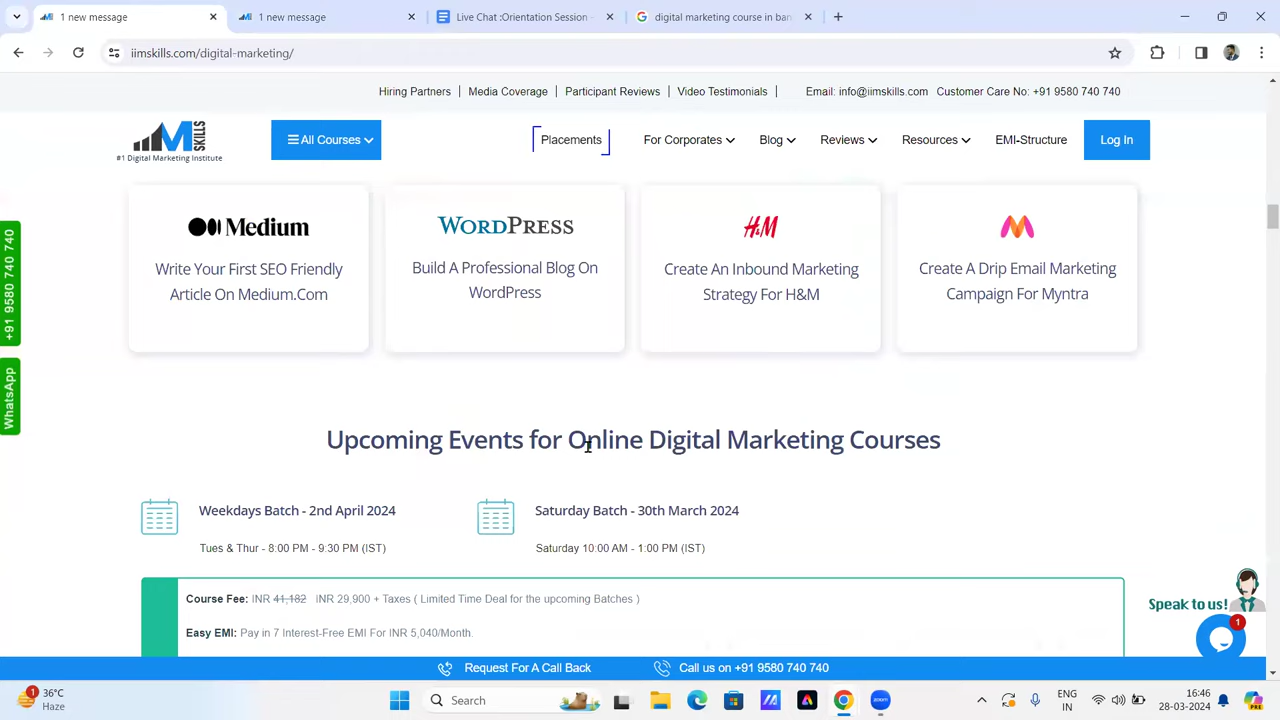 1 new message
1 new message
Live Chat :Orientation Session -
digital marketing course in ban
iimskills.com/digital-marketing/
Hiring Partners | Media Coverage | Participant Reviews | Video Testimonials | Email: info@iimskills.com Customer Care No: +91 9580 740 740
IIM SKILLS
#1 Digital Marketing Institute
All Courses
Placements
For Corporates
Blog
Reviews
Resources
EMI-Structure
Log In
+91 9580 740 740
WhatsApp
Medium
Write Your First SEO Friendly
Article On Medium.Com
WORDPRESS
Build A Professional Blog On
WordPress
H&M
Create An Inbound Marketing
Strategy For H&M
Create A Drip Email Marketing
Campaign For Myntra
Upcoming Events for Online Digital Marketing Courses
Weekdays Batch - 2nd April 2024
Tues & Thur - 8:00 PM - 9:30 PM (IST)
Saturday Batch - 30th March 2024
Saturday 10:00 AM - 1:00 PM (IST)
Course Fee: INR 41,182 INR 29,900 + Taxes ( Limited Time Deal for the upcoming Batches )
Easy EMI: Pay in 7 Interest-Free EMI For INR 5,040/Month.
Speak to us!
1
Request For A Call Back
Call us on +91 9580 740 740
1
36°C
Haze
Search
zoom
ENG
IN
16:46
28-03-2024
PRE